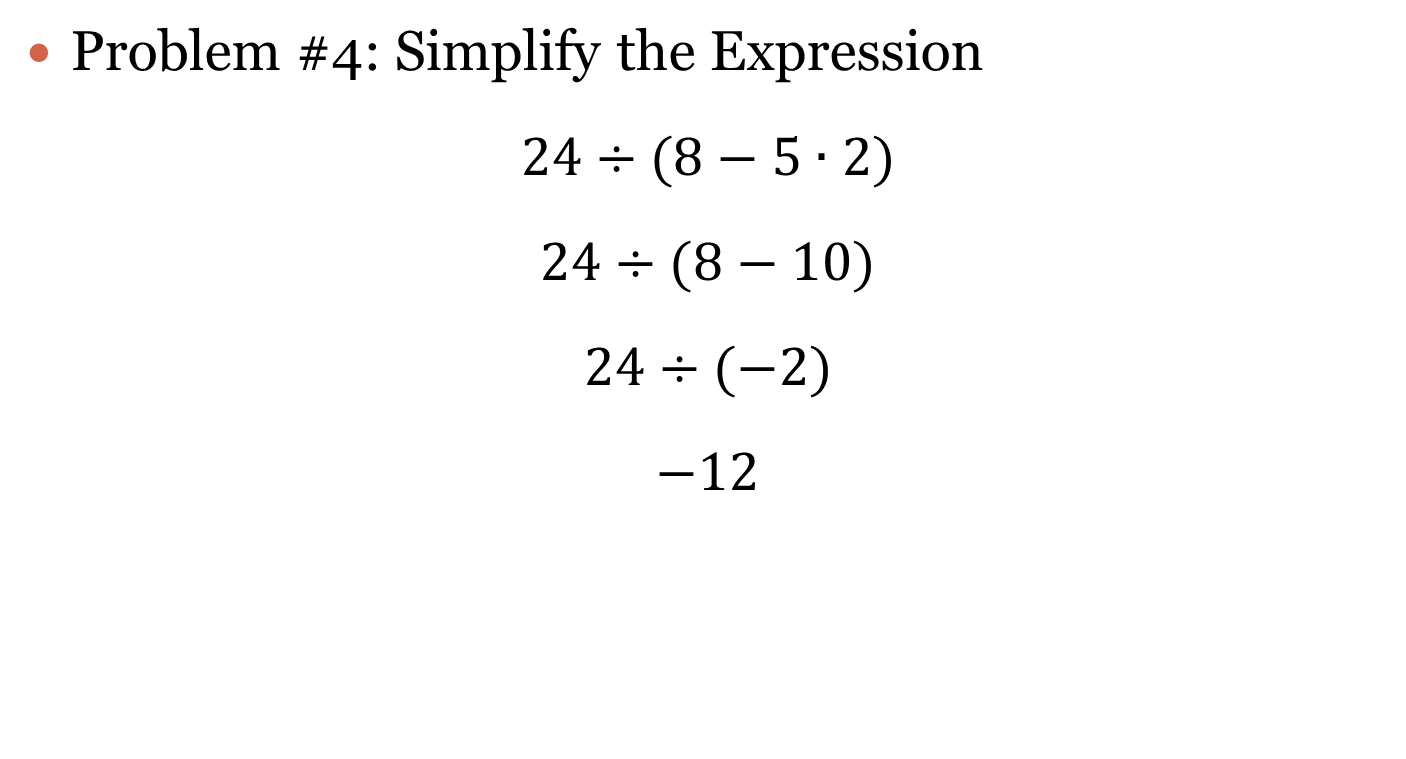 • Problem #4: Simplify the Expression
24 ÷ (8 − 5 · 2)
24 ÷ (8 − 10)
24 ÷ (−2)
−12